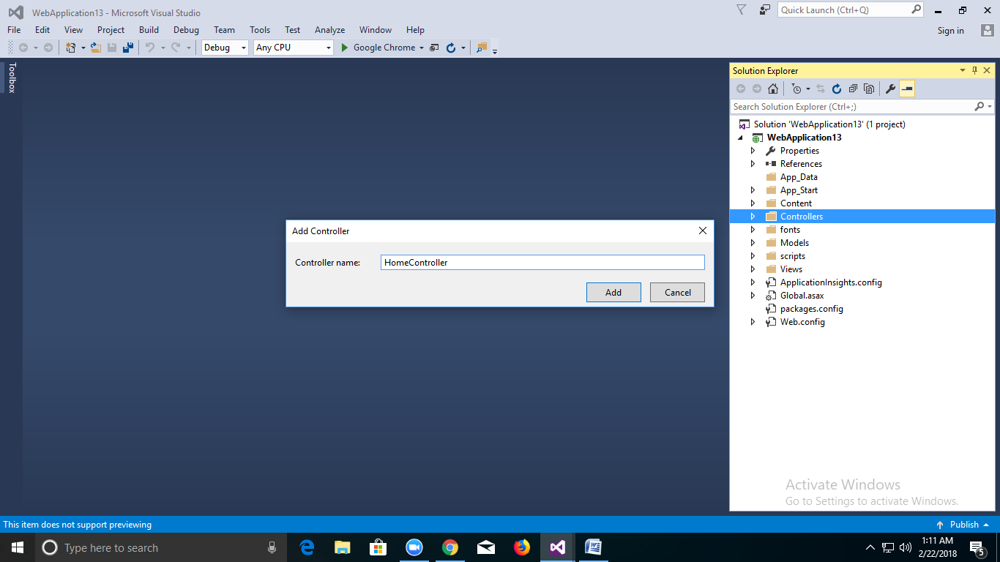 WebApplication13 - Microsoft Visual Studio
Quick Launch (Ctrl+Q)
File Edit View Project Build Debug Team Tools Test Analyze Window Help
Sign in
Debug Any CPU Google Chrome
Toolbox
Solution Explorer
Search Solution Explorer (Ctrl+;)
Solution 'WebApplication13' (1 project)
WebApplication13
Properties
References
App_Data
App_Start
Content
Controllers
fonts
Models
scripts
Views
ApplicationInsights.config
Global.asax
packages.config
Web.config
Add Controller
Controller name: HomeController
Add Cancel
Activate Windows
Go to Settings to activate Windows.
This item does not support previewing
Publish
Type here to search
1:11 AM
2/22/2018
5